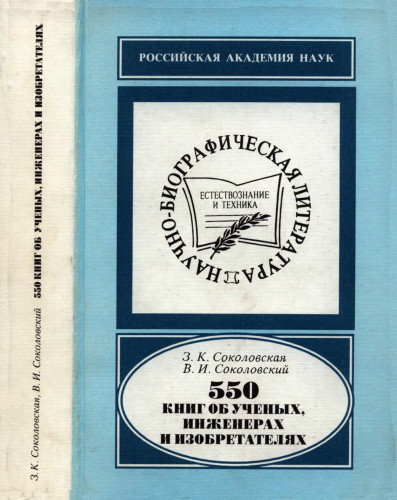 З. К. Соколовская, В. И. Соколовский 550 КНИГ ОБ УЧЕНЫХ, ИНЖЕНЕРАХ И ИЗОБРЕТАТЕЛЯХ
РОССИЙСКАЯ АКАДЕМИЯ НАУК
НАУЧНО-БИОГРАФИЧЕСКАЯ ЛИТЕРАТУРА
ЕСТЕСТВОЗНАНИЕ
И ТЕХНИКА
З. К. Соколовская
В. И. Соколовский
550
КНИГ ОБ УЧЕНЫХ,
ИНЖЕНЕРАХ
И ИЗОБРЕТАТЕЛЯХ